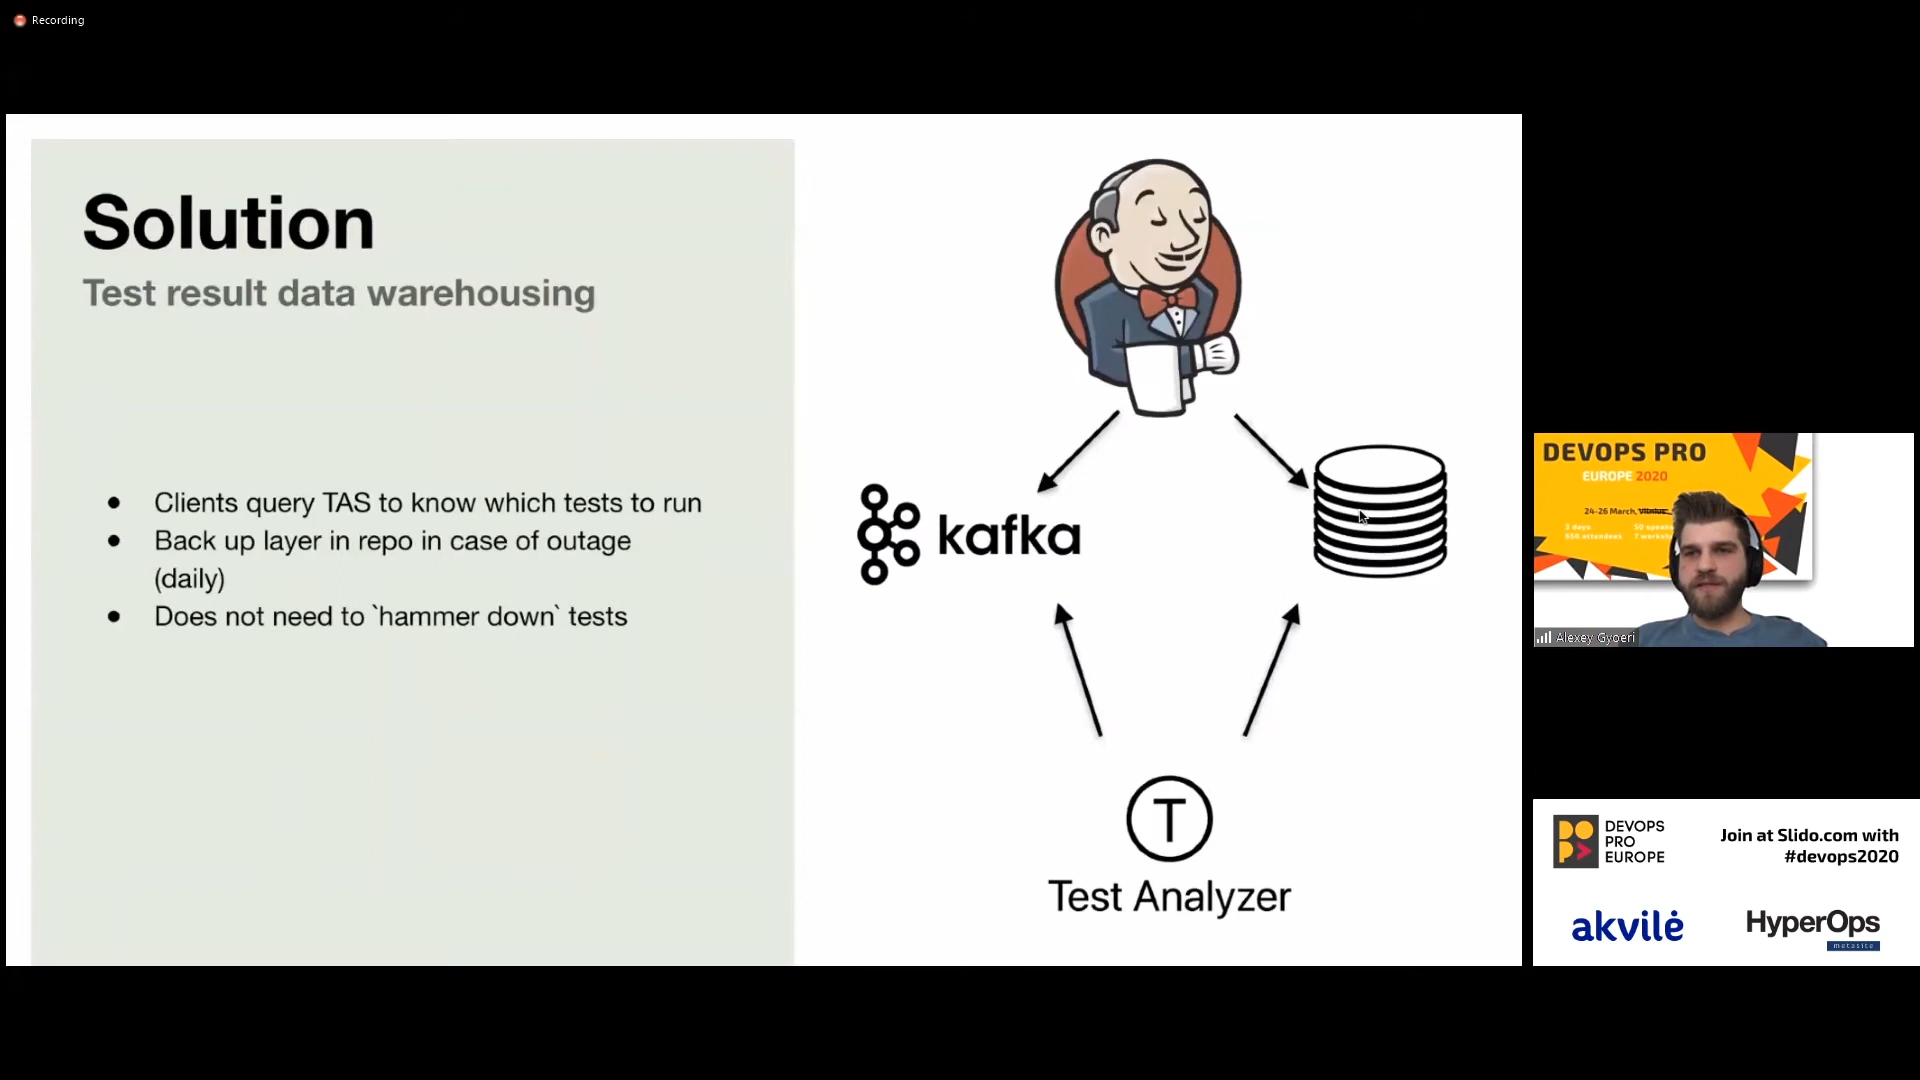 Recording
Solution
Test result data warehousing
• Clients query TAS to know which tests to run
• Back up layer in repo in case of outage
(daily)
• Does not need to `hammer down` tests
kafka
T
Test Analyzer
DEVOPS PRO
EUROPE 2020
24-26 March, Vilnius
3 days
50
550 attendees
7
Alexey Gyoeri
DEVOPS
PRO
EUROPE
Join at Slido.com with
#devops2020
akvilė
HyperOps
metasite